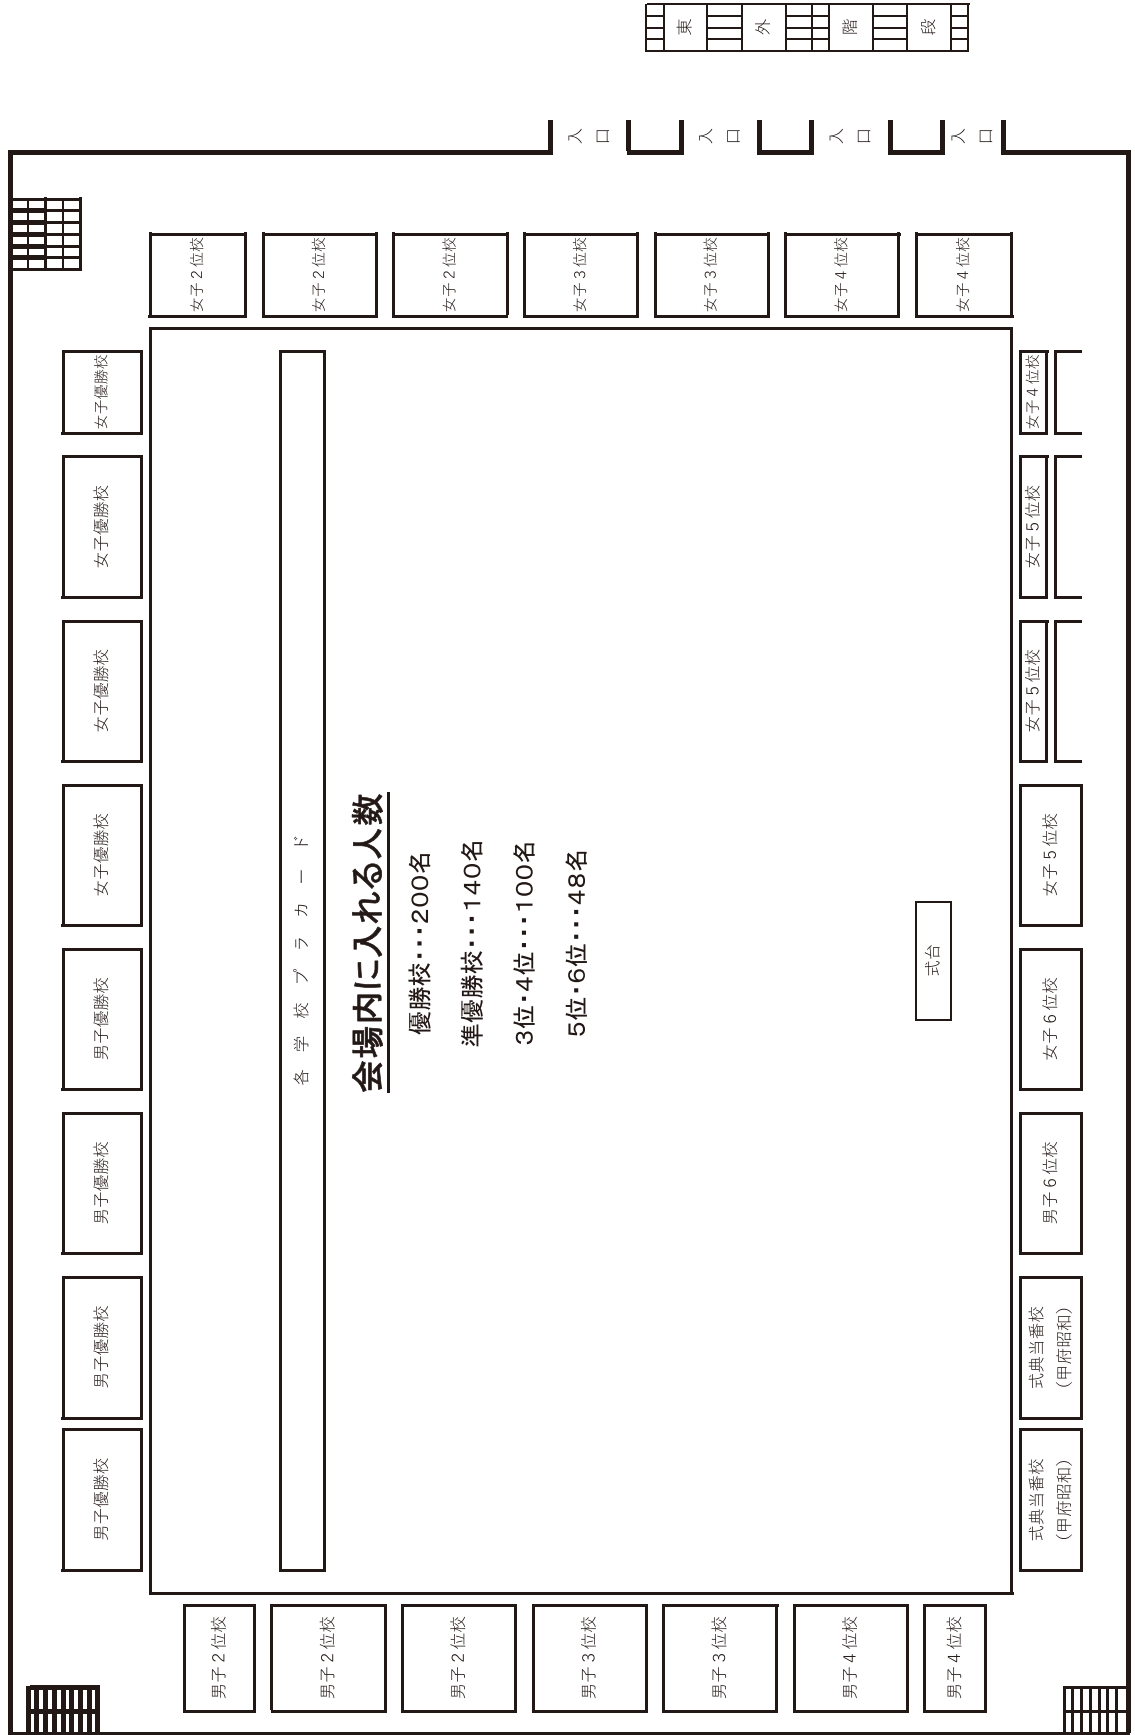 東外階段
入口
入口
入口
入口
女子2位校
女子2位校
女子2位校
女子3位校
女子3位校
女子4位校
女子4位校
女子優勝校
女子優勝校
女子優勝校
女子優勝校
男子優勝校
男子優勝校
男子優勝校
男子優勝校
各学校プラカード
会場内に入れる人数
優勝校･･･200名
準優勝校･･･140名
3位･4位･･･100名
5位･6位･･･48名
式台
女子4位校
女子5位校
女子5位校
女子5位校
女子6位校
男子6位校
式典当番校
(甲府昭和)
式典当番校
(甲府昭和)
男子2位校
男子2位校
男子2位校
男子3位校
男子3位校
男子4位校
男子4位校